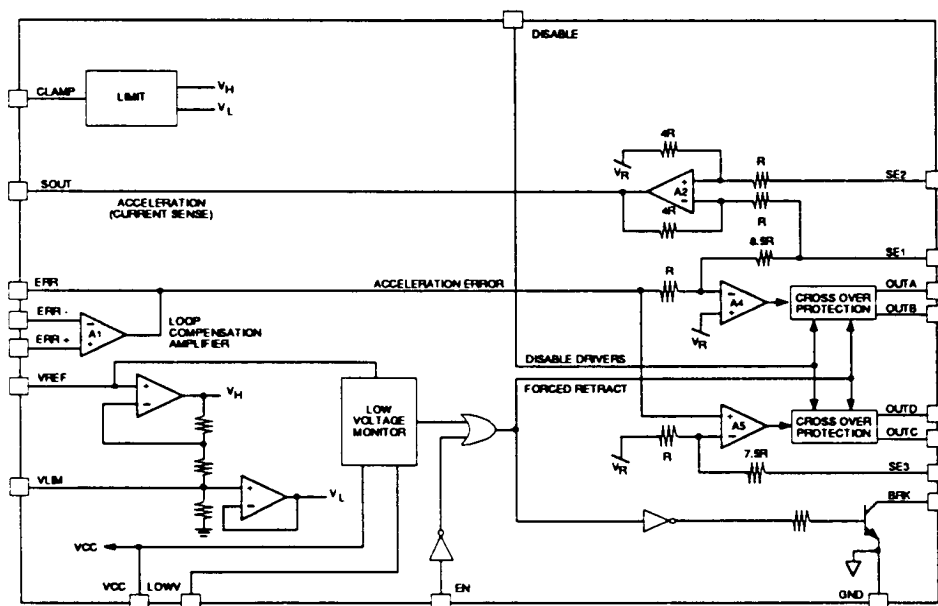 DISABLE
CLAMP
LIMIT
VH
VL
4R
VR
R
SE2
A2
SOUT
ACCELERATION
(CURRENT SENSE)
4R
R
8.5R
SE1
ERR
ACCELERATION ERROR
R
OUTA
ERR -
A1
LOOP
COMPENSATION
AMPLIFIER
A4
CROSS OVER
PROTECTION
OUTB
ERR +
VR
VREF
DISABLE DRIVERS
VH
FORCED RETRACT
LOW
VOLTAGE
MONITOR
A5
CROSS OVER
PROTECTION
OUTD
OUTC
VR
R
7.5R
SE3
VLIM
VL
BRK
VCC
VCC
LOWV
EN
GND